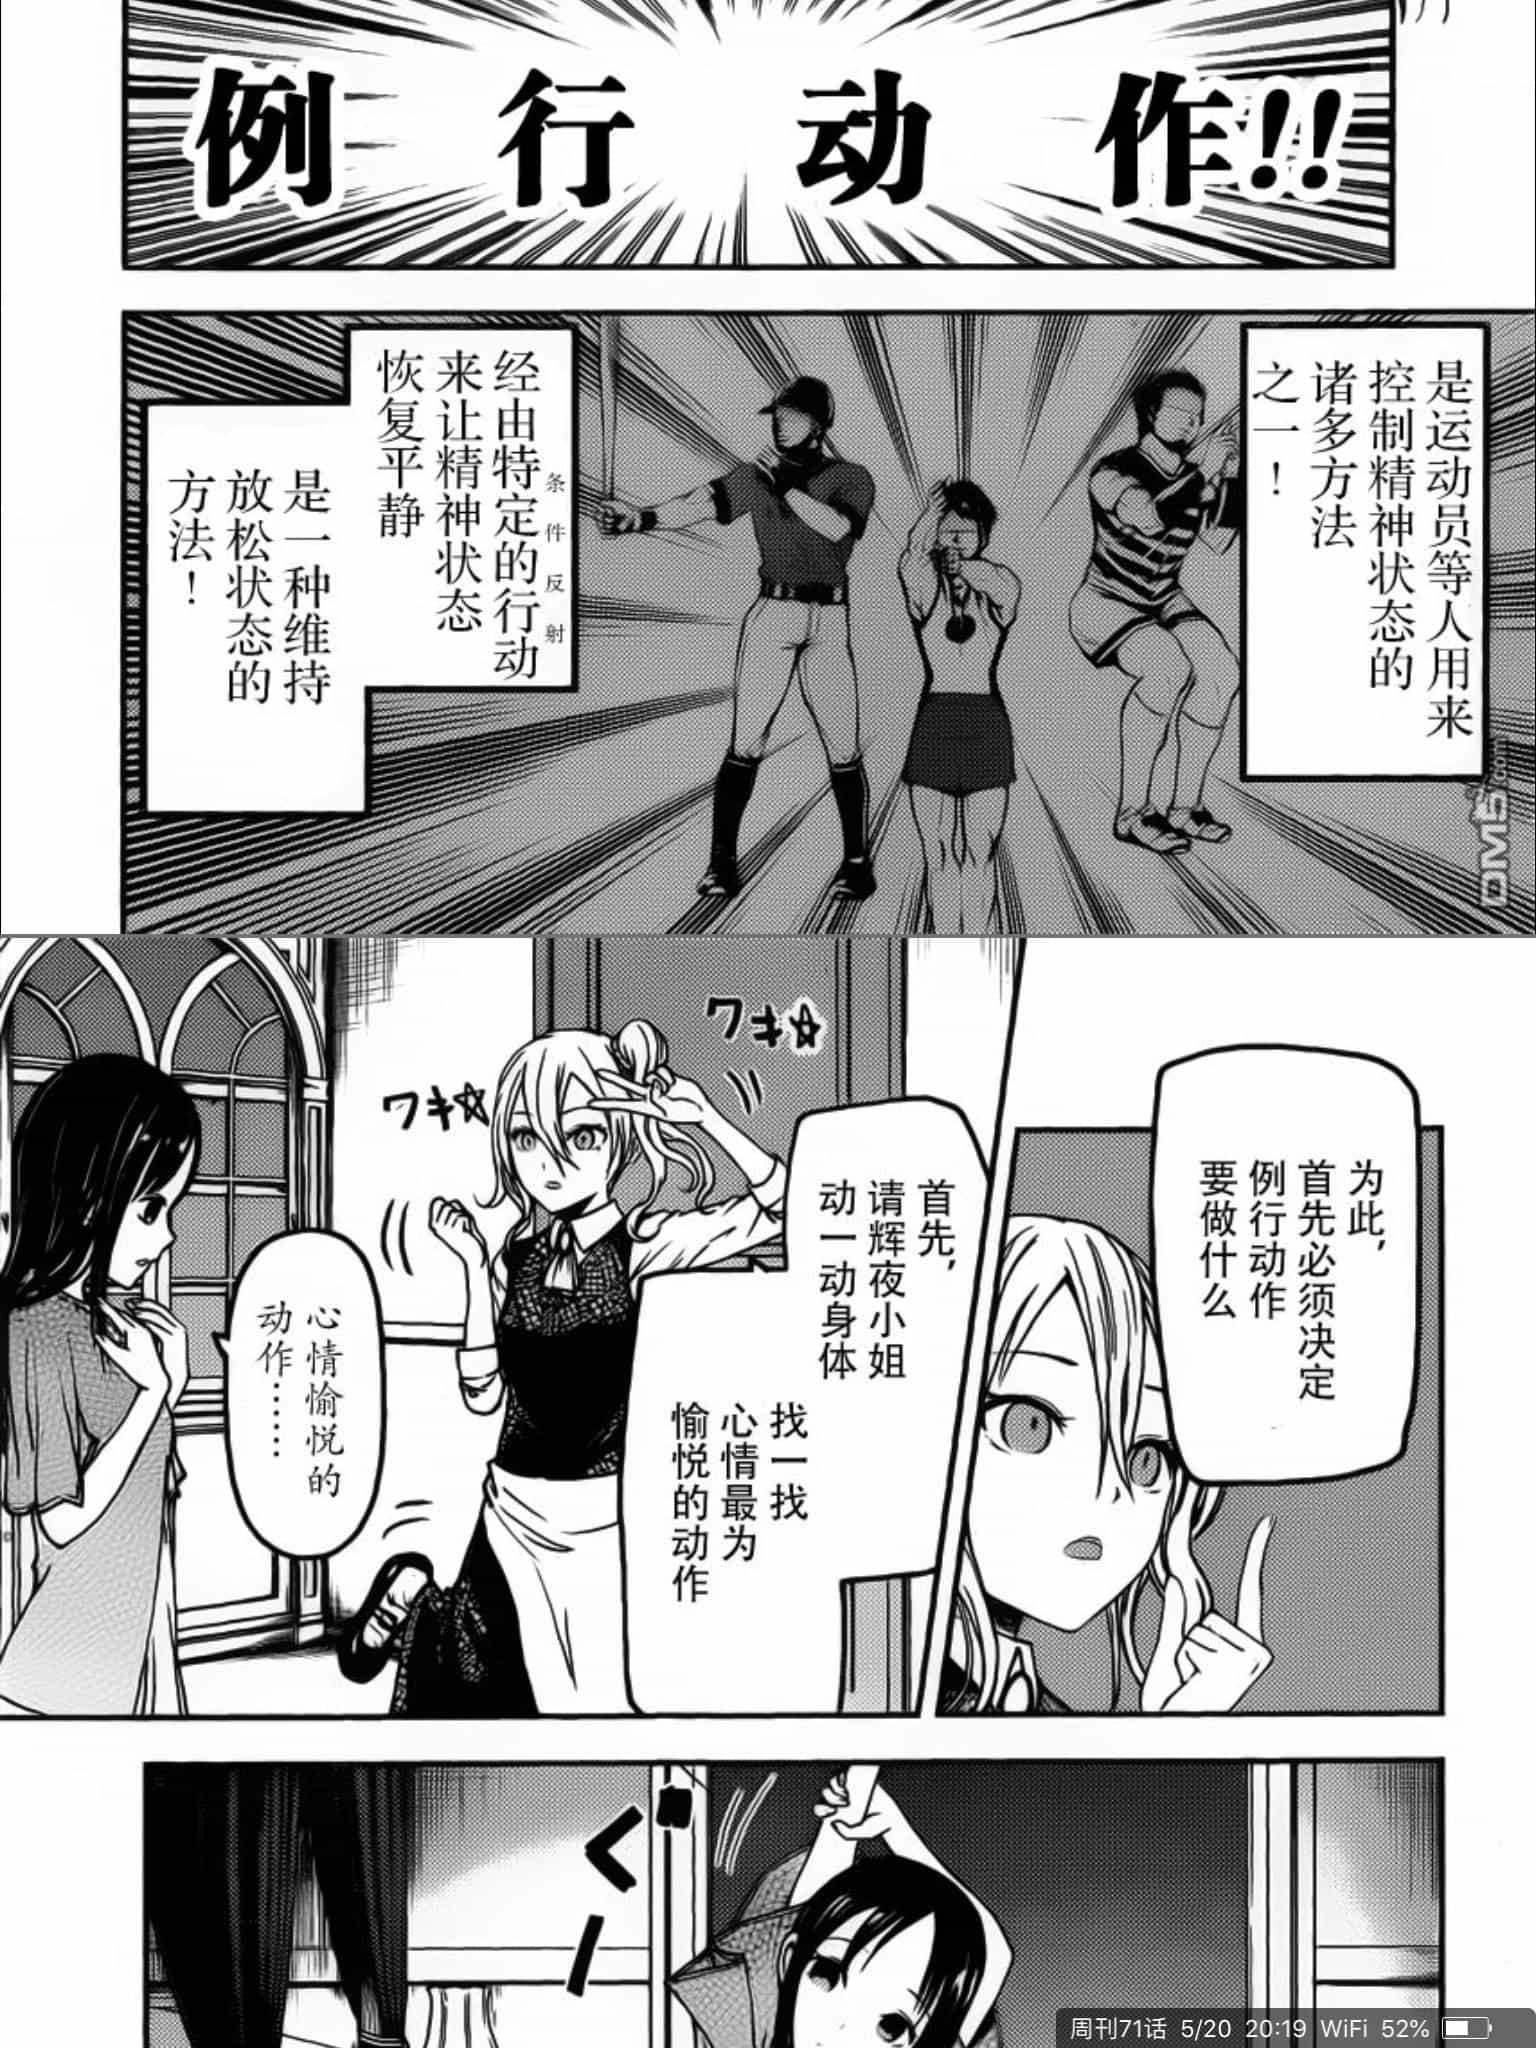 例行动作!!
是运动员等人用来
控制精神状态的
诸多方法
之一！
经由特定的行动
条件反射
来让精神状态
恢复平静
是一种维持
放松状态的
方法！
DM5.com
为此，
首先必须决定
例行动作
要做什么
首先，
请辉夜小姐
动一动身体
找一找
心情最为
愉悦的动作
ワキ☆
ワキ☆
心情愉悦的
动作……
ぐーっ
周刊71话 5/20 20:19 WiFi 52%